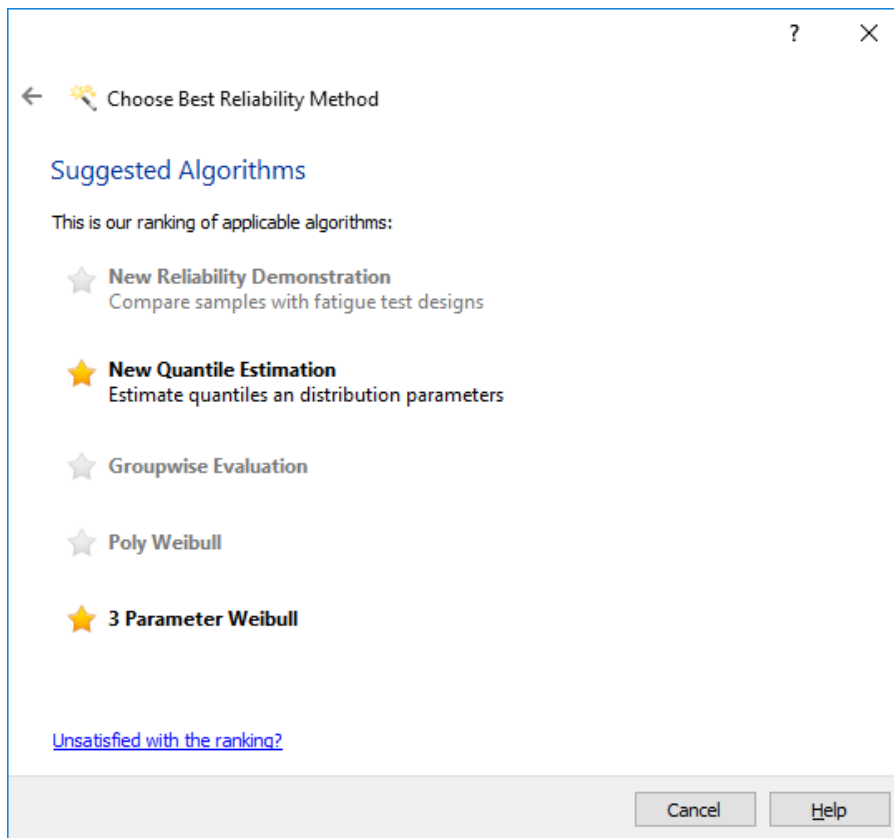 ?
Choose Best Reliability Method
Suggested Algorithms
This is our ranking of applicable algorithms:
New Reliability Demonstration
Compare samples with fatigue test designs
New Quantile Estimation
Estimate quantiles an distribution parameters
Groupwise Evaluation
Poly Weibull
3 Parameter Weibull
Unsatisfied with the ranking?
Cancel
Help